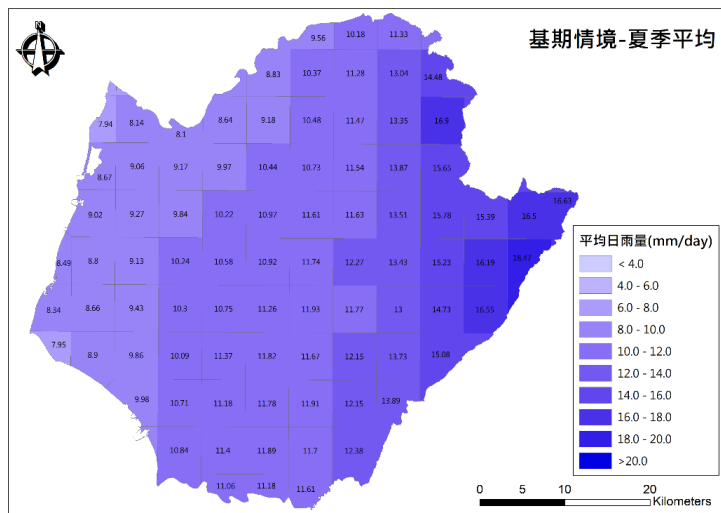 基期情境-夏季平均
N
9.56 10.18 11.33
8.83 10.37 11.28 13.04 14.48
7.94 8.14 8.1 8.64 9.18 10.48 11.47 13.35 16.9
8.67 9.06 9.17 9.97 10.44 10.73 11.54 13.87 15.65
9.02 9.27 9.84 10.22 10.97 11.61 11.63 13.51 15.78 15.39 16.5 16.63
8.49 8.8 9.13 10.24 10.58 10.92 11.74 12.27 13.43 15.23 16.19 18.47
8.34 8.66 9.43 10.3 10.75 11.26 11.93 11.77 13 14.73 16.55
7.95 8.9 9.86 10.09 11.37 11.82 11.67 12.15 13.73 15.08
9.98 10.71 11.18 11.78 11.91 12.15 13.89
10.84 11.4 11.89 11.7 12.38
11.06 11.18 11.61
平均日雨量(mm/day)
< 4.0
4.0 - 6.0
6.0 - 8.0
8.0 - 10.0
10.0 - 12.0
12.0 - 14.0
14.0 - 16.0
16.0 - 18.0
18.0 - 20.0
>20.0
0 5 10 20
Kilometers